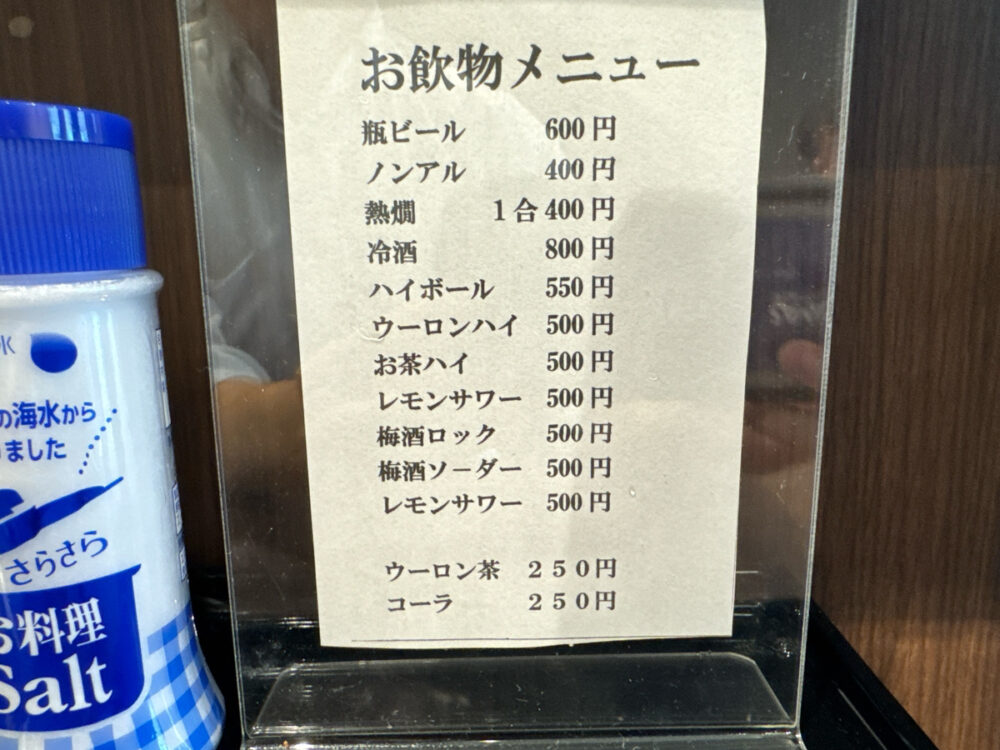 お飲物メニュー
瓶ビール 600円
ノンアル 400円
熱燗 1合400円
冷酒 800円
ハイボール 550円
ウーロンハイ 500円
お茶ハイ 500円
レモンサワー 500円
梅酒ロック 500円
梅酒ソーダー 500円
レモンサワー 500円
ウーロン茶 250円
コーラ 250円
の海水から
ました
さらさら
お料理
Salt